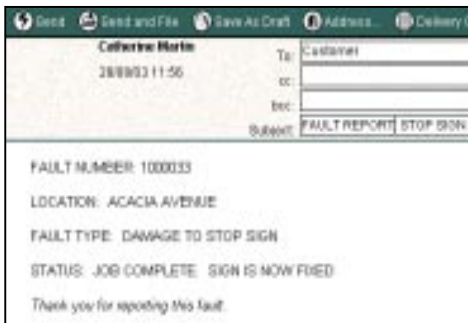 Send Send and File Save As Draft Address... Delivery
Catherine Martin
28/08/03 11:56
To: Customer
cc:
bcc:
Subject: FAULT REPORT STOP SIGN
FAULT NUMBER: 1000033
LOCATION: ACACIA AVENUE
FAULT TYPE: DAMAGE TO STOP SIGN
STATUS: JOB COMPLETE SIGN IS NOW FIXED
Thank you for reporting this fault.